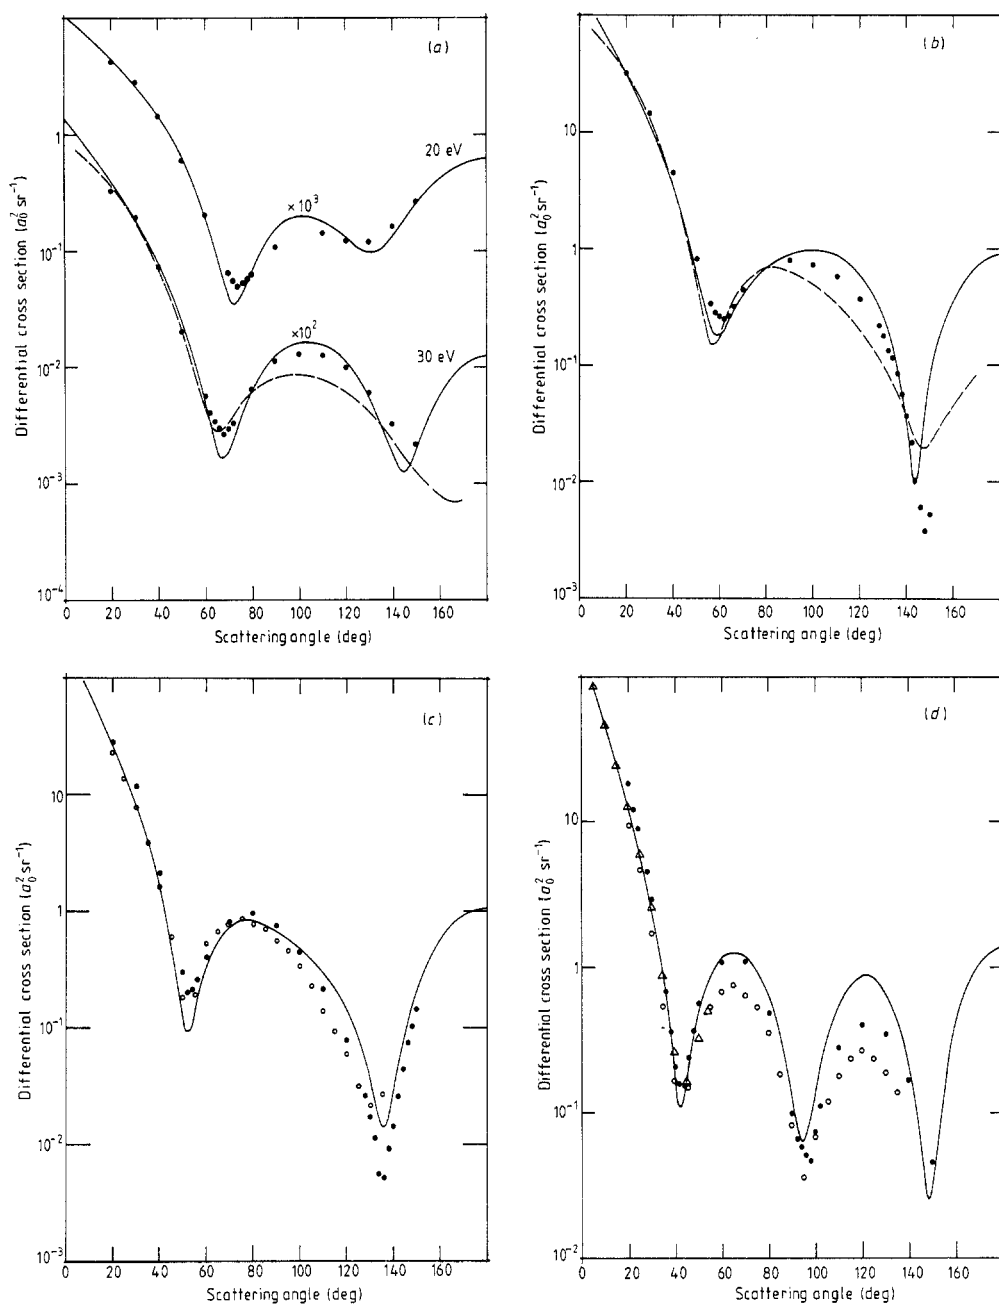 (a)
20 eV
×10³
30 eV
×10²
1
10⁻¹
10⁻²
10⁻³
10⁻⁴
Differential cross section (a₀² sr⁻¹)
0 20 40 60 80 100 120 140 160
Scattering angle (deg)
(b)
10
1
10⁻¹
10⁻²
10⁻³
Differential cross section (a₀² sr⁻¹)
0 20 40 60 80 100 120 140 160
Scattering angle (deg)
(c)
10
1
10⁻¹
10⁻²
10⁻³
Differential cross section (a₀² sr⁻¹)
0 20 40 60 80 100 120 140 160
Scattering angle (deg)
(d)
10
1
10⁻¹
10⁻²
Differential cross section (a₀² sr⁻¹)
0 20 40 60 80 100 120 140 160
Scattering angle (deg)